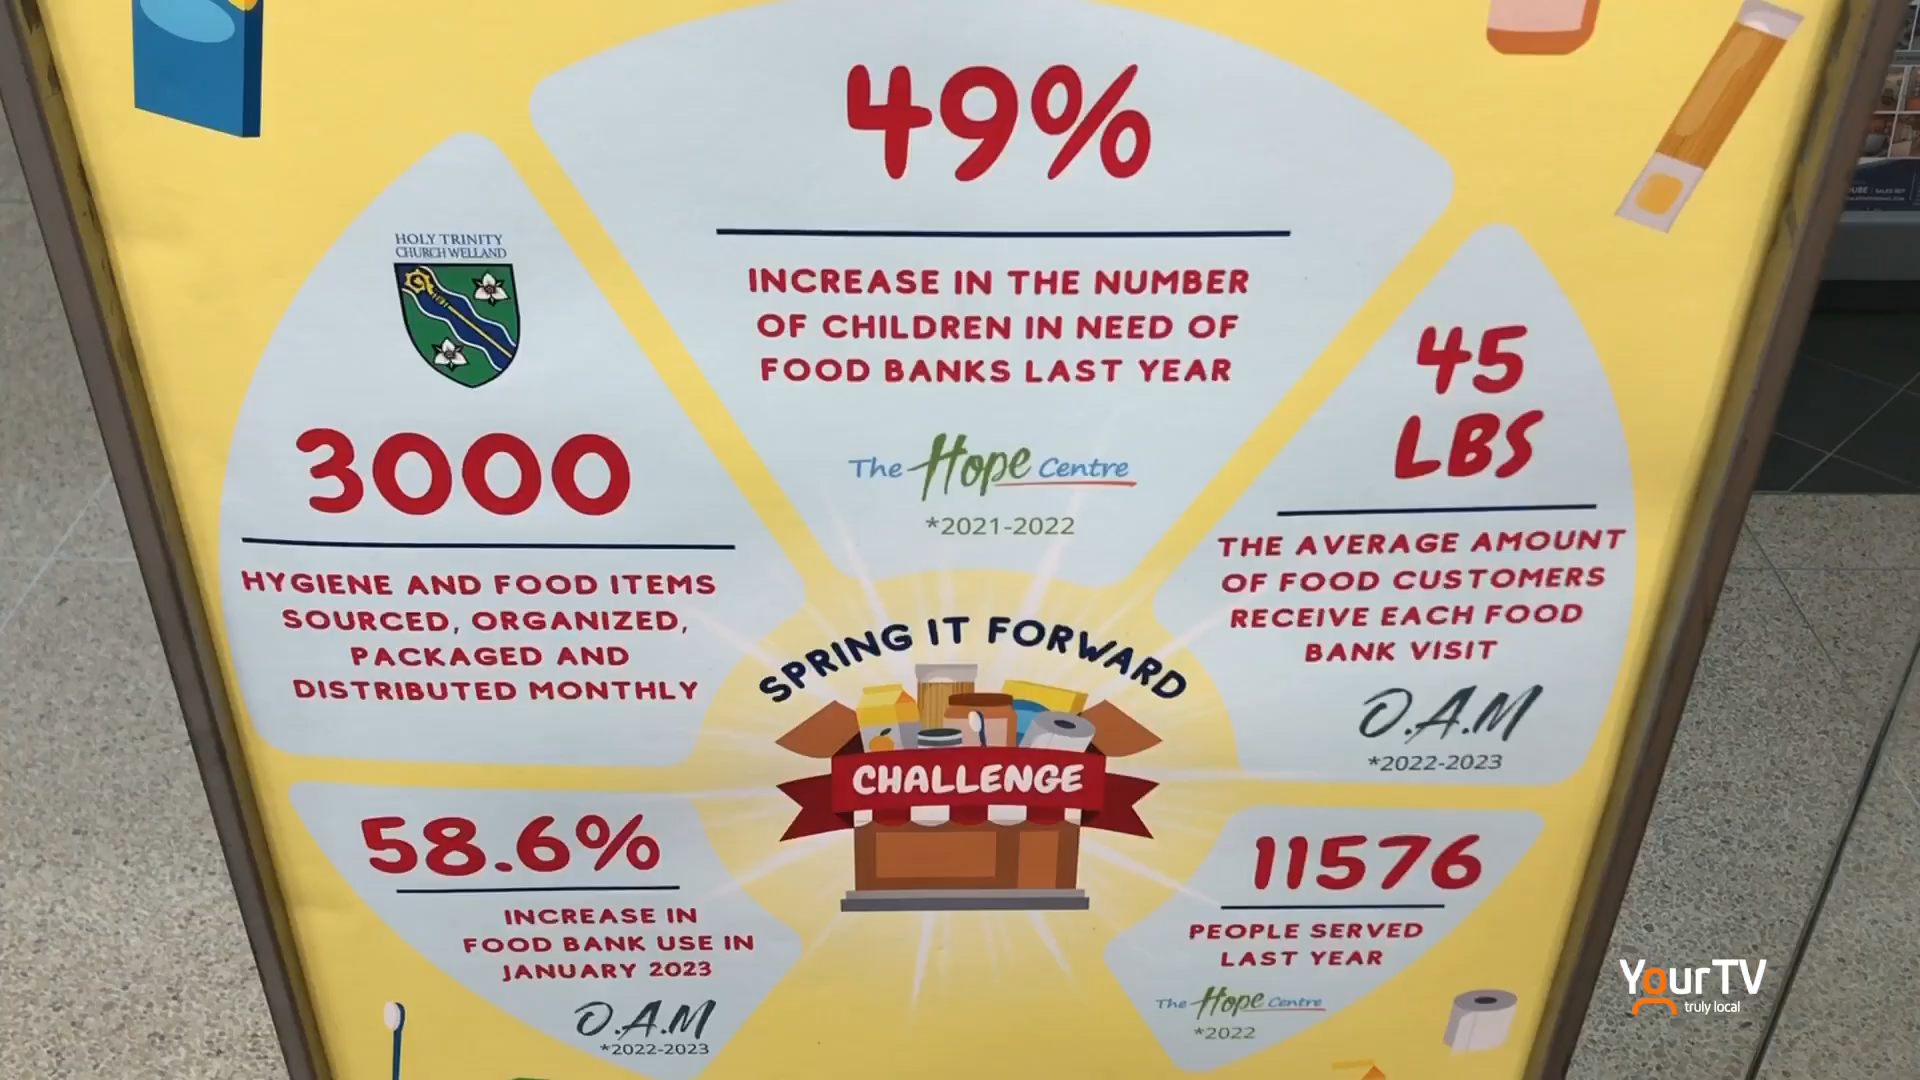 49%
INCREASE IN THE NUMBER
OF CHILDREN IN NEED OF
FOOD BANKS LAST YEAR
The Hope Centre
*2021-2022
HOLY TRINITY
CHURCH WELLAND
3000
HYGIENE AND FOOD ITEMS
SOURCED, ORGANIZED,
PACKAGED AND
DISTRIBUTED MONTHLY
45
LBS
THE AVERAGE AMOUNT
OF FOOD CUSTOMERS
RECEIVE EACH FOOD
BANK VISIT
O.A.M
*2022-2023
SPRING IT FORWARD
CHALLENGE
58.6%
INCREASE IN
FOOD BANK USE IN
JANUARY 2023
O.A.M
*2022-2023
11576
PEOPLE SERVED
LAST YEAR
The Hope Centre
*2022
YourTV
truly local